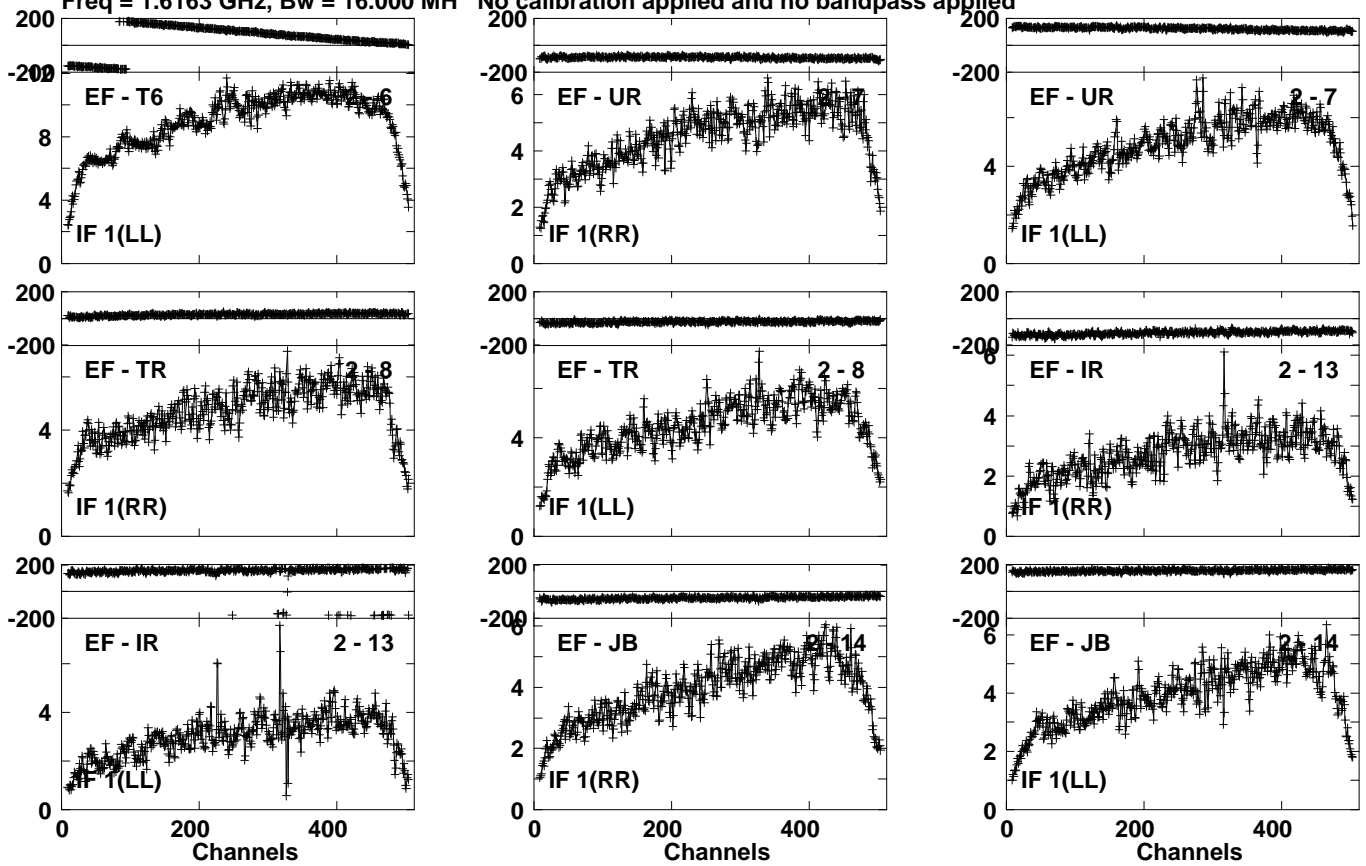 Freq = 1.6163 GHz, Bw = 16.000 MH No calibration applied and no bandpass applied
200
-200
12
8
4
0
EF - T6
6
IF 1(LL)
6
4
2
0
EF - UR
2 - 7
IF 1(RR)
200
-200
4
0
EF - UR
2 - 7
IF 1(LL)
200
-200
4
0
EF - TR
2 - 8
IF 1(RR)
4
0
EF - TR
2 - 8
IF 1(LL)
200
-200
6
4
2
0
EF - IR
2 - 13
IF 1(RR)
200
-200
4
0
EF - IR
2 - 13
IF 1(LL)
0 200 400
Channels
200
-200
6
4
2
0
EF - JB
2 - 14
IF 1(RR)
0 200 400
Channels
200
-200
6
4
2
0
EF - JB
2 - 14
IF 1(LL)
0 200 400
Channels